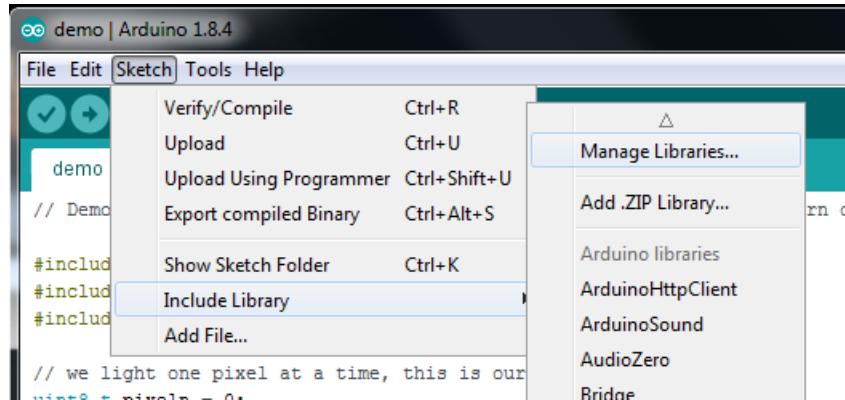 demo | Arduino 1.8.4
File Edit Sketch Tools Help
Verify/Compile Ctrl+R
Upload Ctrl+U
Upload Using Programmer Ctrl+Shift+U
Export compiled Binary Ctrl+Alt+S
Show Sketch Folder Ctrl+K
Include Library
Add File...
Manage Libraries...
Add .ZIP Library...
Arduino libraries
ArduinoHttpClient
ArduinoSound
AudioZero
Bridge
demo
// Demo
#includ
#includ
#includ
// we light one pixel at a time, this is our
uint8_t pixeln = 0;